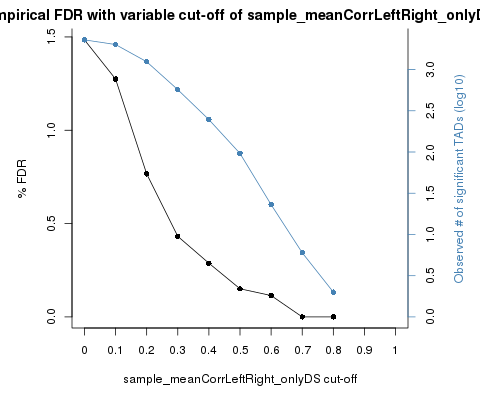 mpirical FDR with variable cut-off of sample_meanCorrLeftRight_onlyD
% FDR
1.5
1.0
0.5
0.0
3.0
2.5
2.0
1.5
1.0
0.5
0.0
Observed # of significant TADs (log10)
0 0.1 0.2 0.3 0.4 0.5 0.6 0.7 0.8 0.9 1
sample_meanCorrLeftRight_onlyDS cut-off